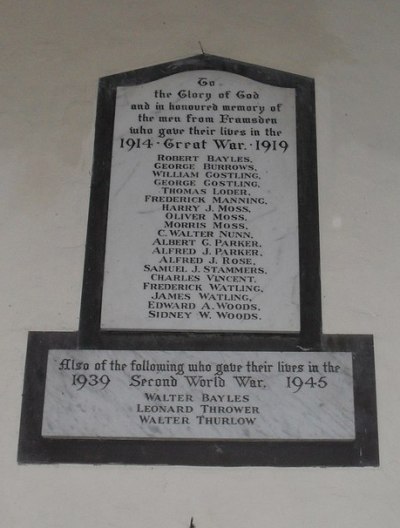 To
the Glory of God
and in honoured memory of
the men from Framsden
who gave their lives in the
1914 · Great War. · 1919
Robert Bayles,
George Burrows,
William Gostling,
George Gostling,
Thomas Loder,
Frederick Manning,
Harry J. Moss,
Oliver Moss,
Morris Moss,
C. Walter Nunn,
Albert G. Parker,
Alfred J. Parker,
Alfred J. Rose,
Samuel J. Stammers,
Charles Vincent,
Frederick Watling,
James Watling,
Edward A. Woods,
Sidney W. Woods.
Also of the following who gave their lives in the
1939 Second World War. 1945
Walter Bayles
Leonard Thrower
Walter Thurlow